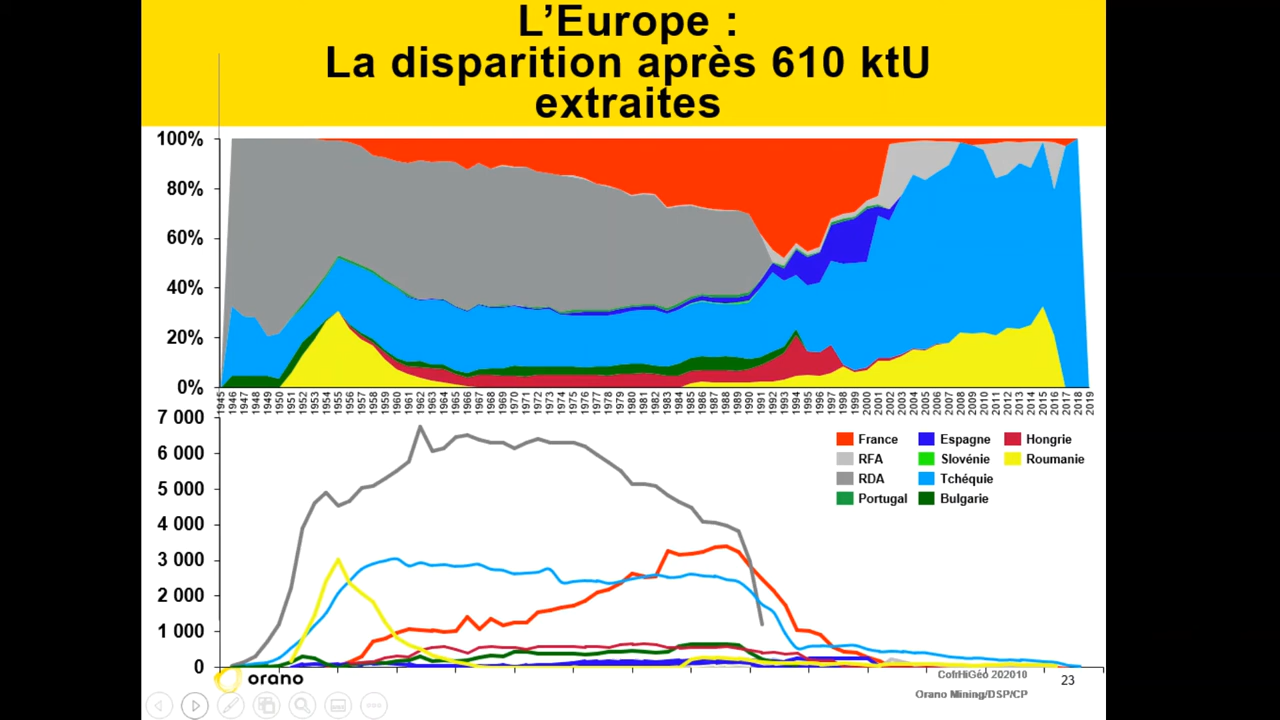 L’Europe :
La disparition après 610 ktU
extraites
100%
80%
60%
40%
20%
0%
1945 1946 1947 1948 1949 1950 1951 1952 1953 1954 1955 1956 1957 1958 1959 1960 1961 1962 1963 1964 1965 1966 1967 1968 1969 1970 1971 1972 1973 1974 1975 1976 1977 1978 1979 1980 1981 1982 1983 1984 1985 1986 1987 1988 1989 1990 1991 1992 1993 1994 1995 1996 1997 1998 1999 2000 2001 2002 2003 2004 2005 2006 2007 2008 2009 2010 2011 2012 2013 2014 2015 2016 2017 2018 2019
7 000
6 000
5 000
4 000
3 000
2 000
1 000
0
France Espagne Hongrie
RFA Slovénie Roumanie
RDA Tchéquie
Portugal Bulgarie
orano
CofrHiGéo 202010
Orano Mining/DSP/CP
23